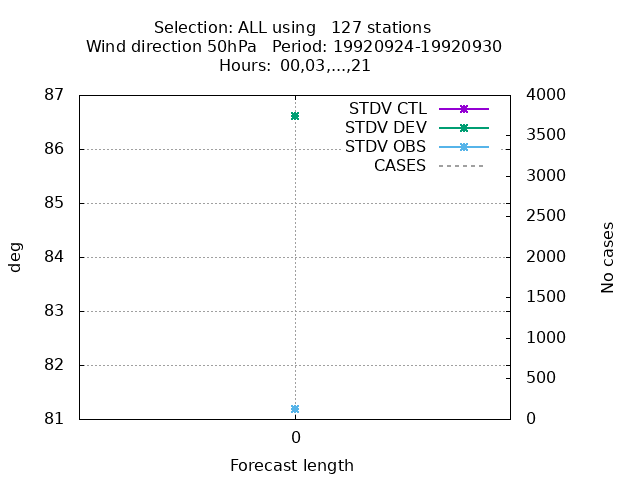 Selection: ALL using   127 stations
Wind direction 50hPa   Period: 19920924-19920930
Hours:  00,03,...,21
STDV CTL
STDV DEV
STDV OBS
CASES
87
86
85
84
83
82
81
4000
3500
3000
2500
2000
1500
1000
500
0
deg
No cases
0
Forecast length